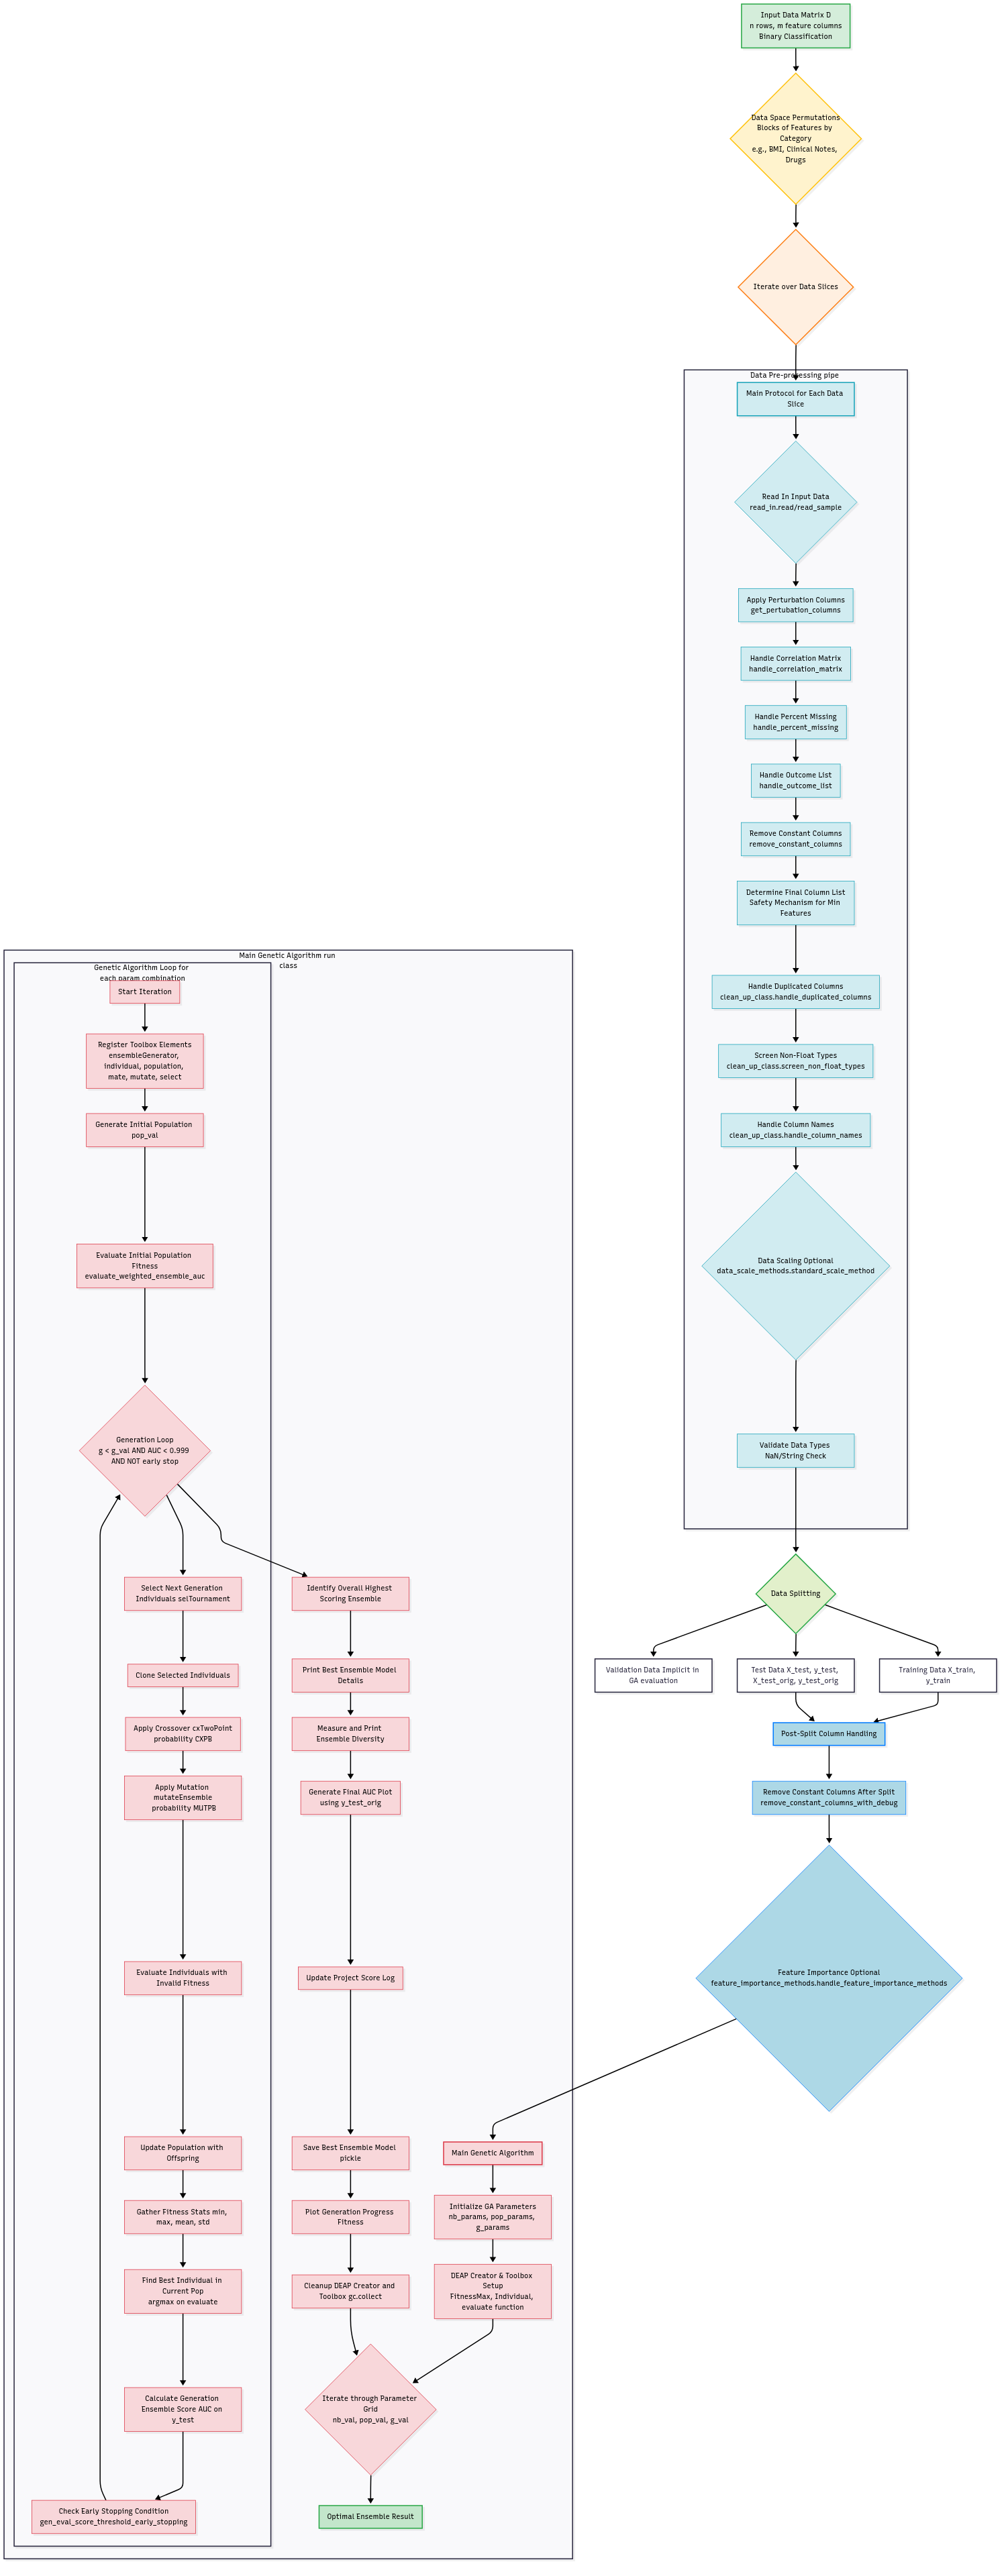 Input Data Matrix D
n rows, m feature columns
Binary Classification
Data Space Permutations
Blocks of Features by
Category
e.g., BMI, Clinical Notes,
Drugs
Iterate over Data Slices
Data Pre-processing pipe
Main Protocol for Each Data
Slice
Read In Input Data
read_in.read/read_sample
Apply Perturbation Columns
get_pertubation_columns
Handle Correlation Matrix
handle_correlation_matrix
Handle Percent Missing
handle_percent_missing
Handle Outcome List
handle_outcome_list
Remove Constant Columns
remove_constant_columns
Determine Final Column List
Safety Mechanism for Min
Features
Handle Duplicated Columns
clean_up_class.handle_duplicated_columns
Screen Non-Float Types
clean_up_class.screen_non_float_types
Handle Column Names
clean_up_class.handle_column_names
Data Scaling Optional
data_scale_methods.standard_scale_method
Validate Data Types
NaN/String Check
Data Splitting
Validation Data Implicit in
GA evaluation
Test Data X_test, y_test,
X_test_orig, y_test_orig
Training Data X_train,
y_train
Post-Split Column Handling
Remove Constant Columns After Split
remove_constant_columns_with_debug
Feature Importance Optional
feature_importance_methods.handle_feature_importance_methods
Main Genetic Algorithm run
class
Main Genetic Algorithm
Initialize GA Parameters
nb_params, pop_params,
g_params
DEAP Creator & Toolbox
Setup
FitnessMax, Individual,
evaluate function
Iterate through Parameter
Grid
nb_val, pop_val, g_val
Optimal Ensemble Result
Genetic Algorithm Loop for
each param combination
Start Iteration
Register Toolbox Elements
ensembleGenerator,
individual, population,
mate, mutate, select
Generate Initial Population
pop_val
Evaluate Initial Population
Fitness
evaluate_weighted_ensemble_auc
Generation Loop
g < g_val AND AUC < 0.999
AND NOT early stop
Select Next Generation
Individuals selTournament
Clone Selected Individuals
Apply Crossover cxTwoPoint
probability CXPB
Apply Mutation
mutateEnsemble
probability MUTPB
Evaluate Individuals with
Invalid Fitness
Update Population with
Offspring
Gather Fitness Stats min,
max, mean, std
Find Best Individual in
Current Pop
argmax on evaluate
Calculate Generation
Ensemble Score AUC on
y_test
Check Early Stopping Condition
gen_eval_score_threshold_early_stopping
Identify Overall Highest
Scoring Ensemble
Print Best Ensemble Model
Details
Measure and Print
Ensemble Diversity
Generate Final AUC Plot
using y_test_orig
Update Project Score Log
Save Best Ensemble Model
pickle
Plot Generation Progress
Fitness
Cleanup DEAP Creator and
Toolbox gc.collect